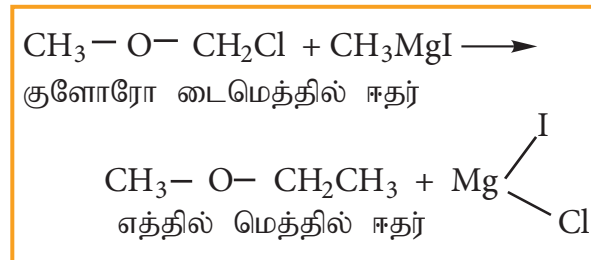 CH₃ — O — CH₂Cl + CH₃MgI ⟶
குளோரோ டைமெத்தில் ஈதர்
I
CH₃— O— CH₂CH₃ + Mg
Cl
எத்தில் மெத்தில் ஈதர்